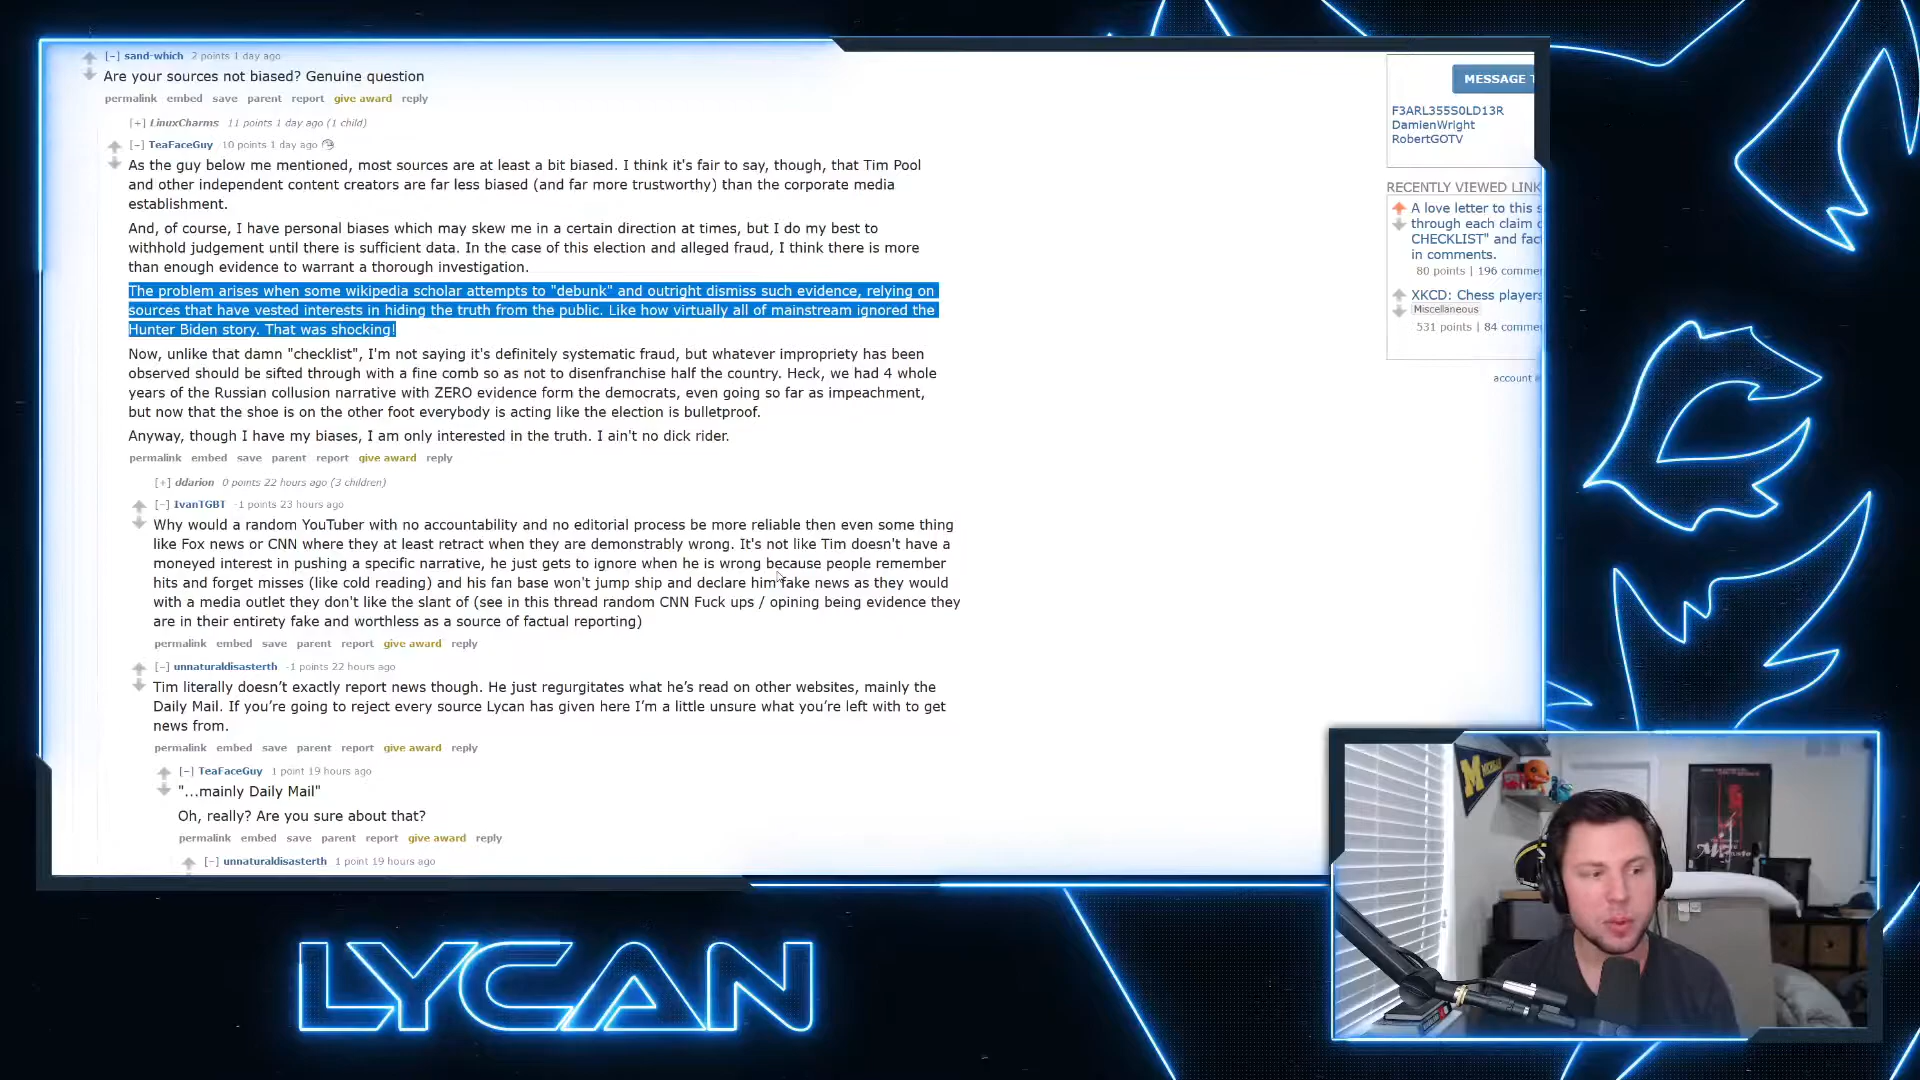 [–] sand-which 2 points 1 day ago
Are your sources not biased? Genuine question
permalink embed save parent report give award reply
[+] LinuxCharms 11 points 1 day ago (1 child)
[–] TeaFaceGuy 10 points 1 day ago
As the guy below me mentioned, most sources are at least a bit biased. I think it's fair to say, though, that Tim Pool
and other independent content creators are far less biased (and far more trustworthy) than the corporate media
establishment.
And, of course, I have personal biases which may skew me in a certain direction at times, but I do my best to
withhold judgement until there is sufficient data. In the case of this election and alleged fraud, I think there is more
than enough evidence to warrant a thorough investigation.
The problem arises when some wikipedia scholar attempts to "debunk" and outright dismiss such evidence, relying on
sources that have vested interests in hiding the truth from the public. Like how virtually all of mainstream ignored the
Hunter Biden story. That was shocking!
Now, unlike that damn "checklist", I'm not saying it's definitely systematic fraud, but whatever impropriety has been
observed should be sifted through with a fine comb so as not to disenfranchise half the country. Heck, we had 4 whole
years of the Russian collusion narrative with ZERO evidence form the democrats, even going so far as impeachment,
but now that the shoe is on the other foot everybody is acting like the election is bulletproof.
Anyway, though I have my biases, I am only interested in the truth. I ain't no dick rider.
permalink embed save parent report give award reply
[+] ddarion 0 points 22 hours ago (3 children)
[–] IvanTGBT -1 points 23 hours ago
Why would a random YouTuber with no accountability and no editorial process be more reliable then even some thing
like Fox news or CNN where they at least retract when they are demonstrably wrong. It's not like Tim doesn't have a
moneyed interest in pushing a specific narrative, he just gets to ignore when he is wrong because people remember
hits and forget misses (like cold reading) and his fan base won't jump ship and declare him fake news as they would
with a media outlet they don't like the slant of (see in this thread random CNN Fuck ups / opining being evidence they
are in their entirety fake and worthless as a source of factual reporting)
permalink embed save parent report give award reply
[–] unnaturaldisasterth -1 points 22 hours ago
Tim literally doesn’t exactly report news though. He just regurgitates what he’s read on other websites, mainly the
Daily Mail. If you’re going to reject every source Lycan has given here I’m a little unsure what you’re left with to get
news from.
permalink embed save parent report give award reply
[–] TeaFaceGuy 1 point 19 hours ago
"...mainly Daily Mail"
Oh, really? Are you sure about that?
permalink embed save parent report give award reply
[–] unnaturaldisasterth 1 point 19 hours ago
MESSAGE T
F3ARL355S0LD13R
DamienWright
RobertGOTV
RECENTLY VIEWED LINK
A love letter to this s
through each claim o
CHECKLIST" and fac
in comments.
80 points | 196 comme
XKCD: Chess players
Miscellaneous
531 points | 84 comme
account a
LYCAN
M